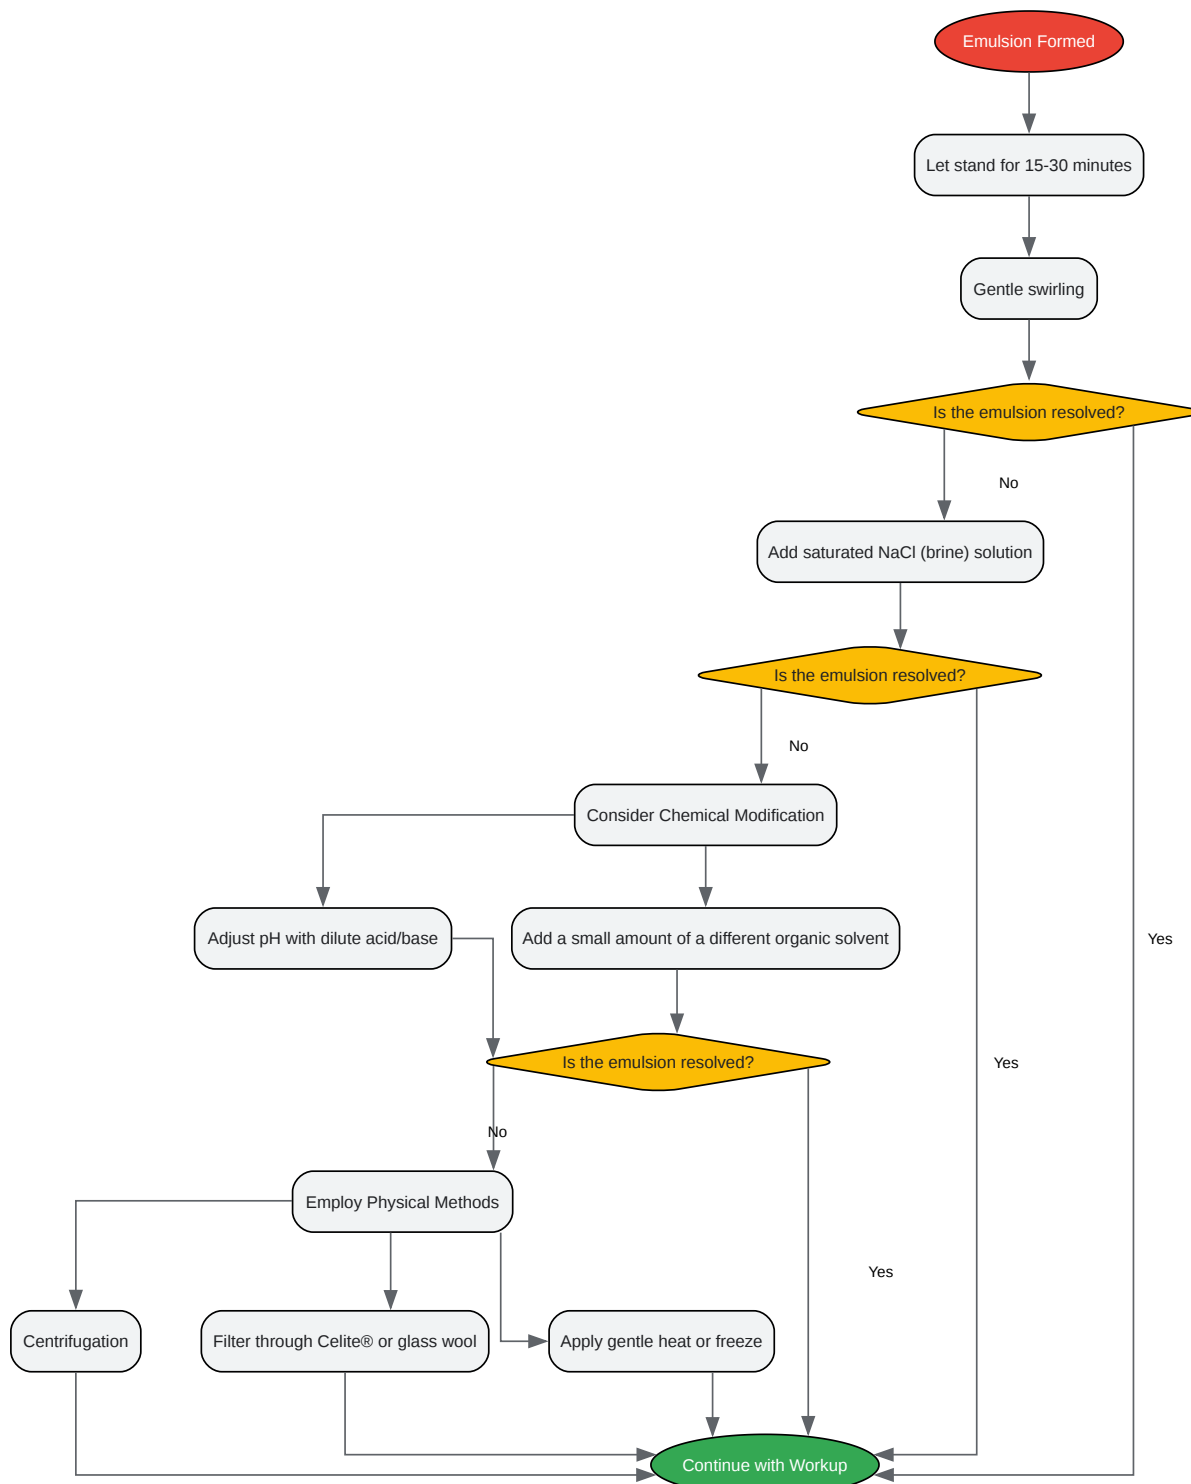 Emulsion Formed
Let stand for 15-30 minutes
Gentle swirling
Is the emulsion resolved?
No
Add saturated NaCl (brine) solution
Is the emulsion resolved?
No
Consider Chemical Modification
Adjust pH with dilute acid/base
Add a small amount of a different organic solvent
Yes
Is the emulsion resolved?
Yes
No
Employ Physical Methods
Yes
Centrifugation
Filter through Celite® or glass wool
Apply gentle heat or freeze
Continue with Workup